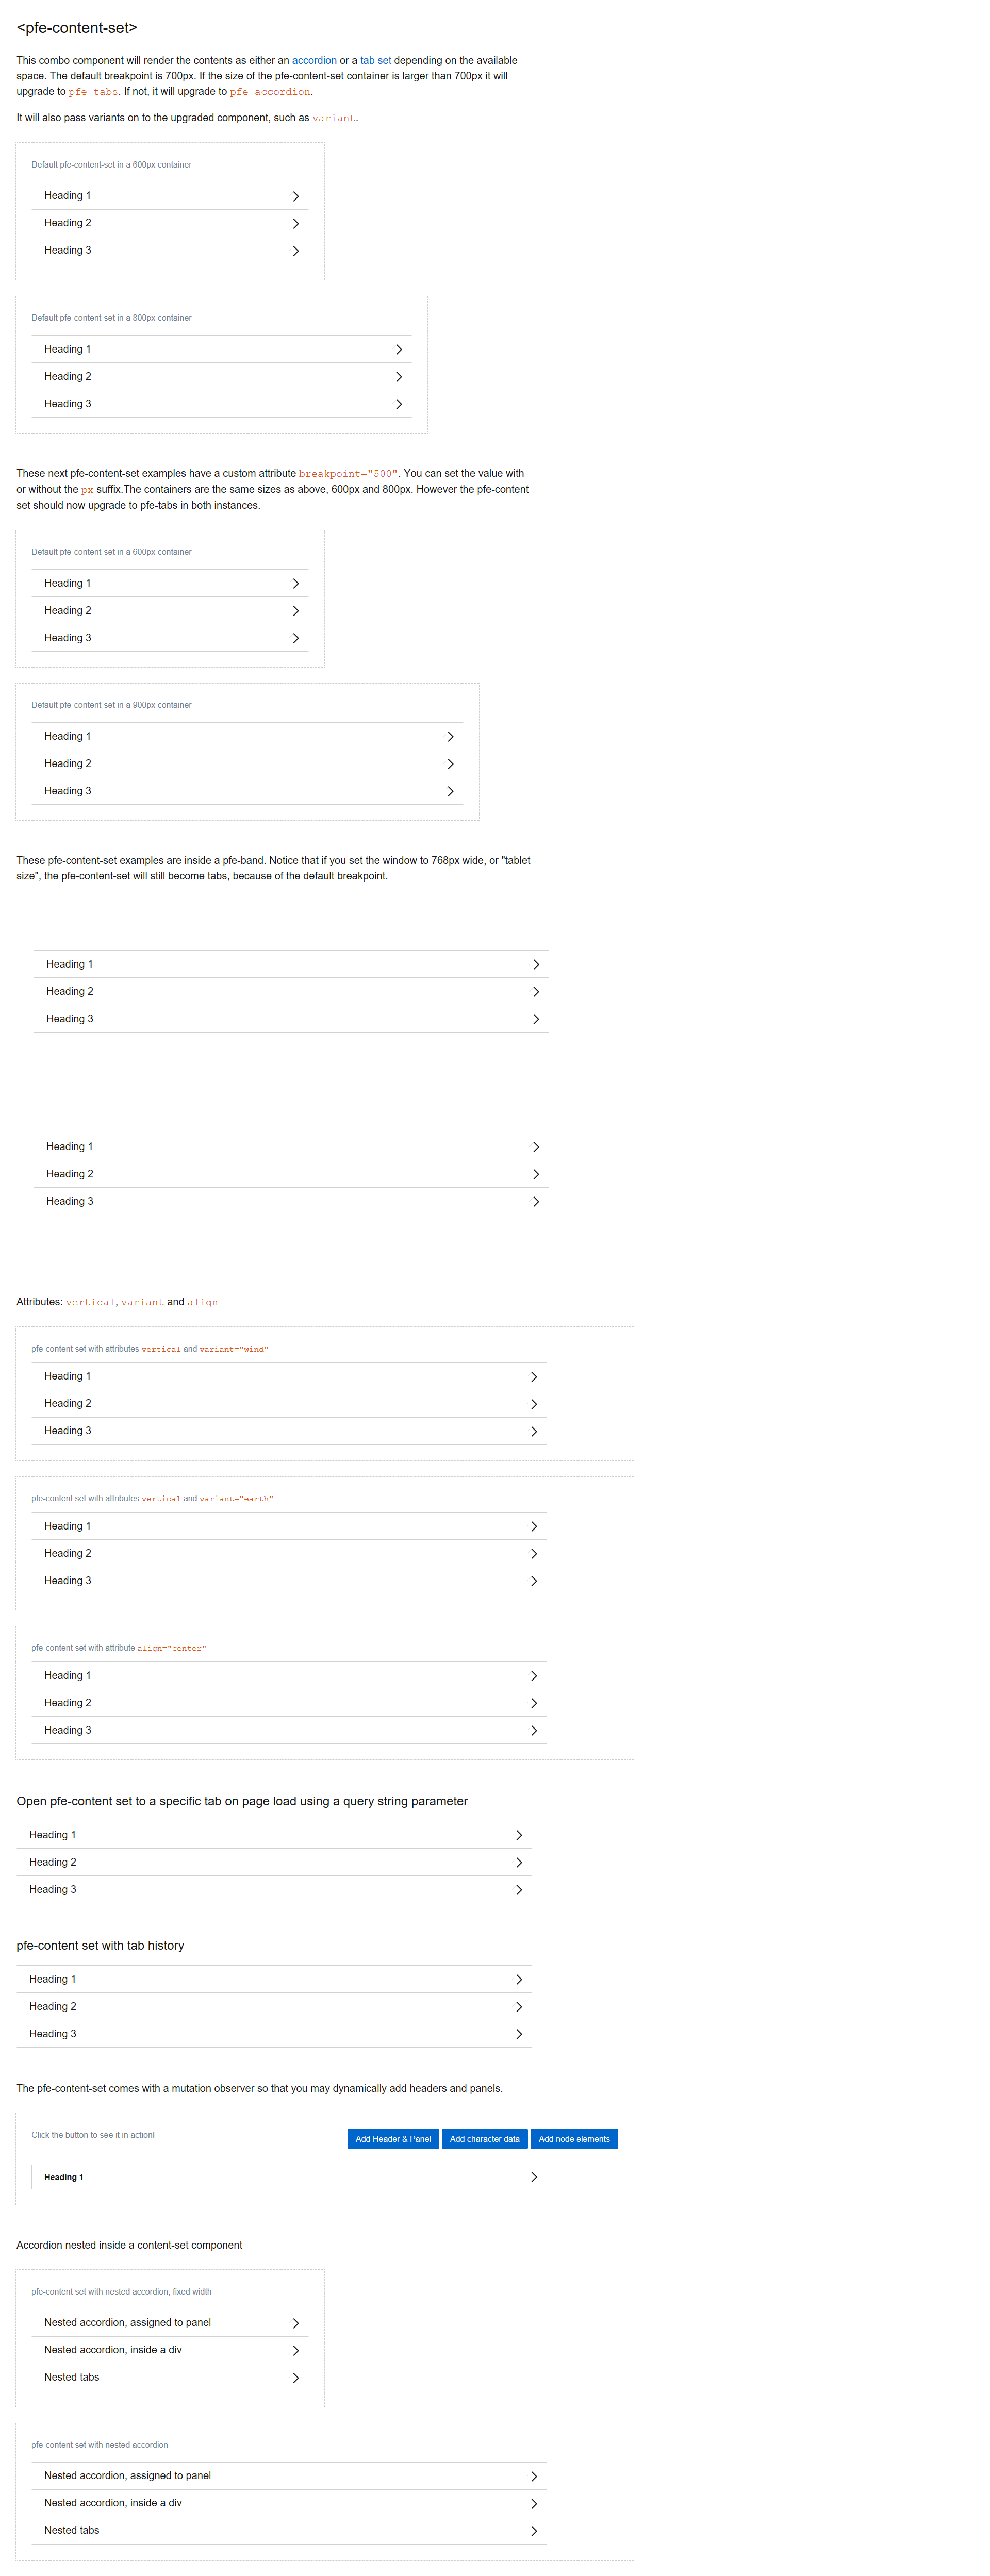 <pfe-content-set>
This combo component will render the contents as either an accordion or a tab set depending on the available
space. The default breakpoint is 700px. If the size of the pfe-content-set container is larger than 700px it will
upgrade to pfe-tabs. If not, it will upgrade to pfe-accordion.
It will also pass variants on to the upgraded component, such as variant.
Default pfe-content-set in a 600px container
Heading 1
Heading 2
Heading 3
Default pfe-content-set in a 800px container
Heading 1
Heading 2
Heading 3
These next pfe-content-set examples have a custom attribute breakpoint="500". You can set the value with
or without the px suffix.The containers are the same sizes as above, 600px and 800px. However the pfe-content
set should now upgrade to pfe-tabs in both instances.
Default pfe-content-set in a 600px container
Heading 1
Heading 2
Heading 3
Default pfe-content-set in a 900px container
Heading 1
Heading 2
Heading 3
These pfe-content-set examples are inside a pfe-band. Notice that if you set the window to 768px wide, or "tablet
size", the pfe-content-set will still become tabs, because of the default breakpoint.
Heading 1
Heading 2
Heading 3
Heading 1
Heading 2
Heading 3
Attributes: vertical, variant and align
pfe-content set with attributes vertical and variant="wind"
Heading 1
Heading 2
Heading 3
pfe-content set with attributes vertical and variant="earth"
Heading 1
Heading 2
Heading 3
pfe-content set with attribute align="center"
Heading 1
Heading 2
Heading 3
Open pfe-content set to a specific tab on page load using a query string parameter
Heading 1
Heading 2
Heading 3
pfe-content set with tab history
Heading 1
Heading 2
Heading 3
The pfe-content-set comes with a mutation observer so that you may dynamically add headers and panels.
Click the button to see it in action! Add Header & Panel Add character data Add node elements
Heading 1
Accordion nested inside a content-set component
pfe-content set with nested accordion, fixed width
Nested accordion, assigned to panel
Nested accordion, inside a div
Nested tabs
pfe-content set with nested accordion
Nested accordion, assigned to panel
Nested accordion, inside a div
Nested tabs